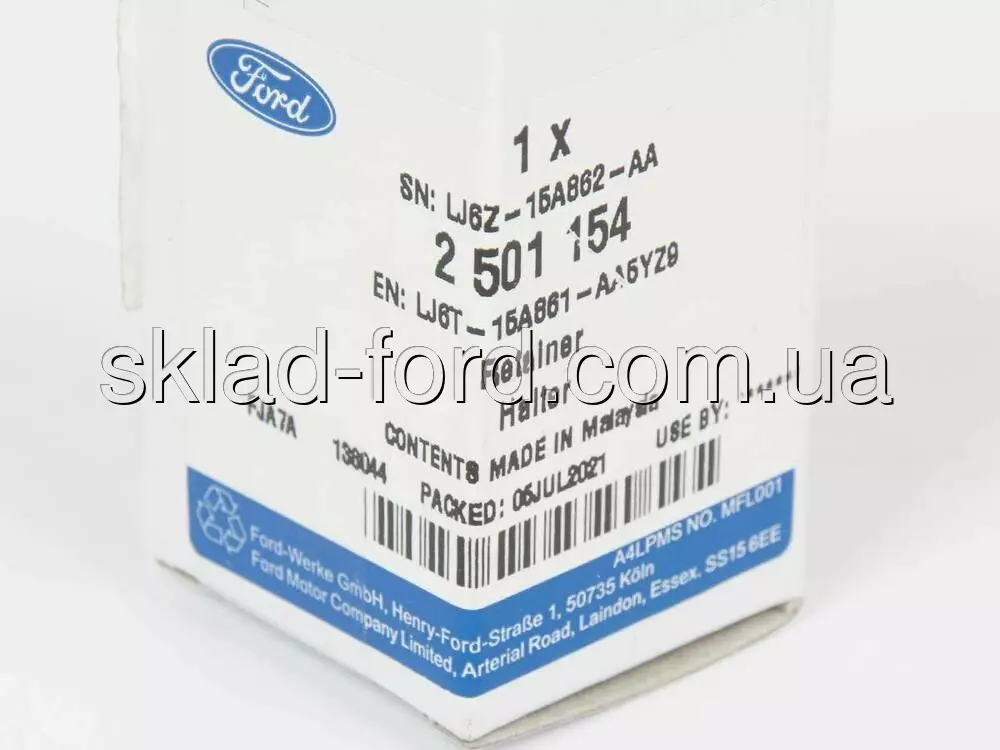 Ford
1 X
SN: LJ6Z-15A862-AA
2 501 154
EN: LJ6T-15A861-AA5YZ9
sklad-ford.com.ua
Retainer
Halter
FJA7A
CONTENTS MADE IN Malaysia
138044
PACKED: 05JUL2021
USE BY: ******
A4LPMS NO. MFL001
Ford-Werke GmbH, Henry-Ford-Straße 1, 50735 Köln
Ford Motor Company Limited, Arterial Road, Laindon, Essex. SS15 6EE